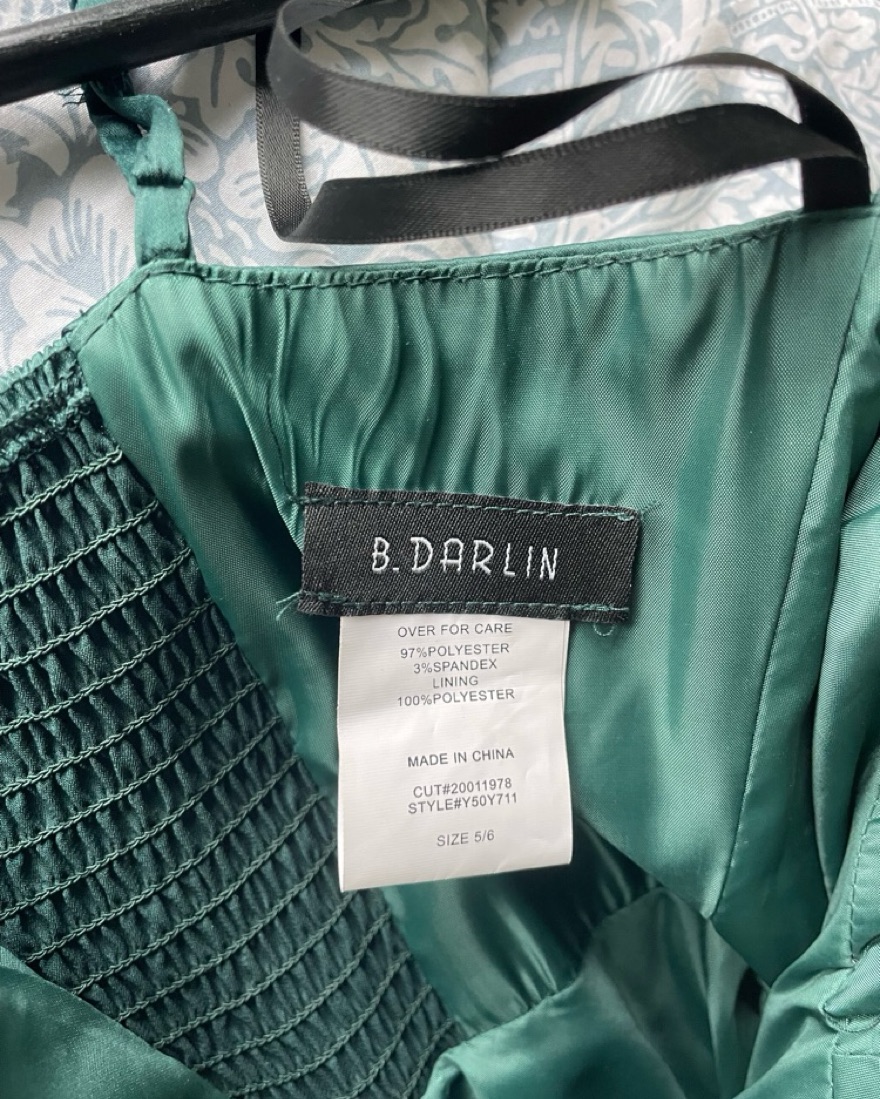 B. DARLIN
OVER FOR CARE
97%POLYESTER
3%SPANDEX
LINING
100%POLYESTER
MADE IN CHINA
CUT#20011978
STYLE#Y50Y711
SIZE 5/6